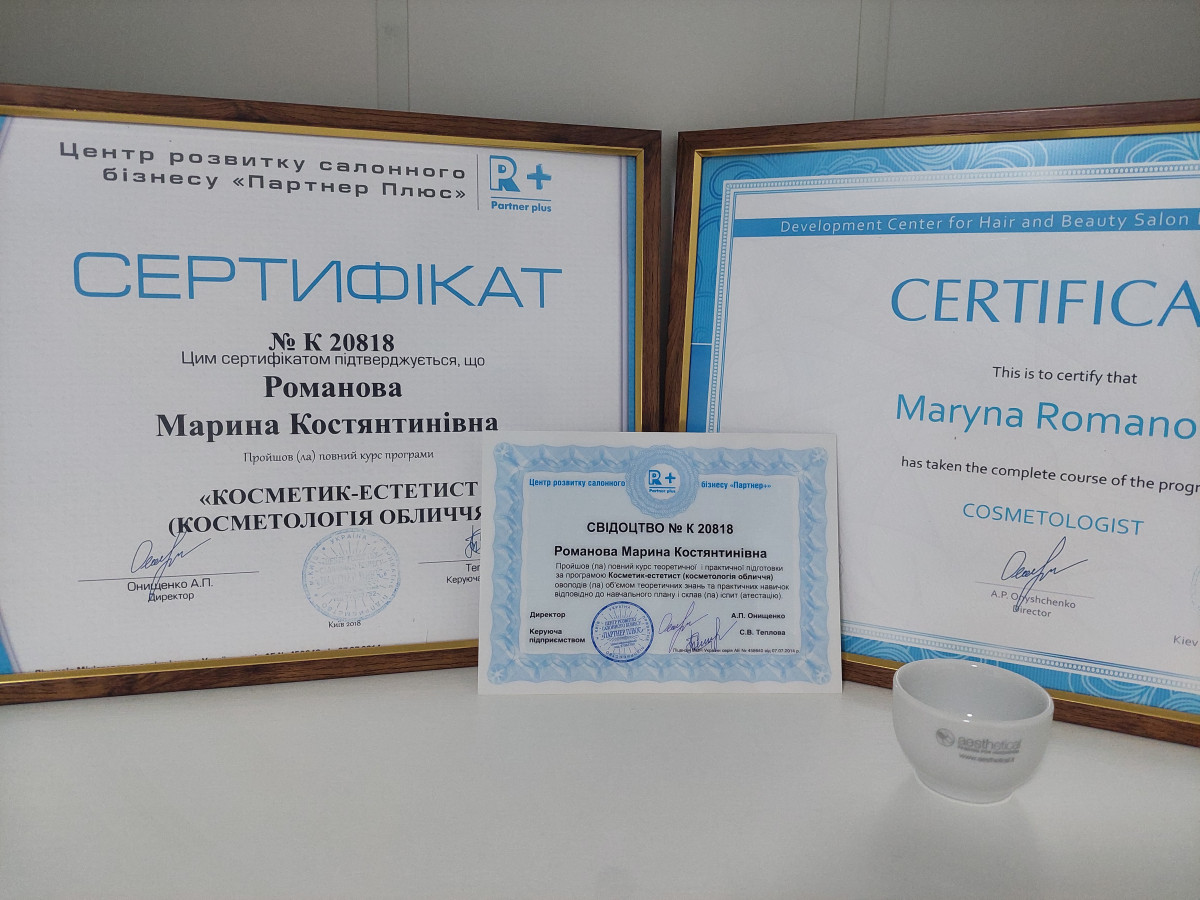 Центр розвитку салонного
бізнесу «Партнер Плюс»
R+
Partner plus
СЕРТИФІКАТ
№ К 20818
Цим сертифікатом підтверджується, що
Романова
Марина Костянтинівна
Пройшов (ла) повний курс програми
«КОСМЕТИК-ЕСТЕТИСТ
(КОСМЕТОЛОГІЯ ОБЛИЧЧЯ
Онищенко А.П.
Директор
Київ 2018
Центр розвитку салонного
R+
Partner plus
бізнесу «Партнер+»
СВІДОЦТВО № К 20818
Романова Марина Костянтинівна
Пройшов (ла) повний курс теоретичної і практичної підготовки
за програмою Косметик-естетист (косметологія обличчя)
оволодів (ла) об'ємом теоретичних знань та практичних навичок
відповідно до навчального плану і склав (ла) іспит (атестацію).
Директор
А.П. Онищенко
Керуюча
підприємством
С.В. Теплова
УКРАЇНА
"ПАРТНЕР ПЛЮС"
Development Center for Hair and Beauty Salon
CERTIFICA
This is to certify that
Maryna Romano
has taken the complete course of the progr
COSMETOLOGIST
A.P. Onyshchenko
Director
Kiev
aesthetical